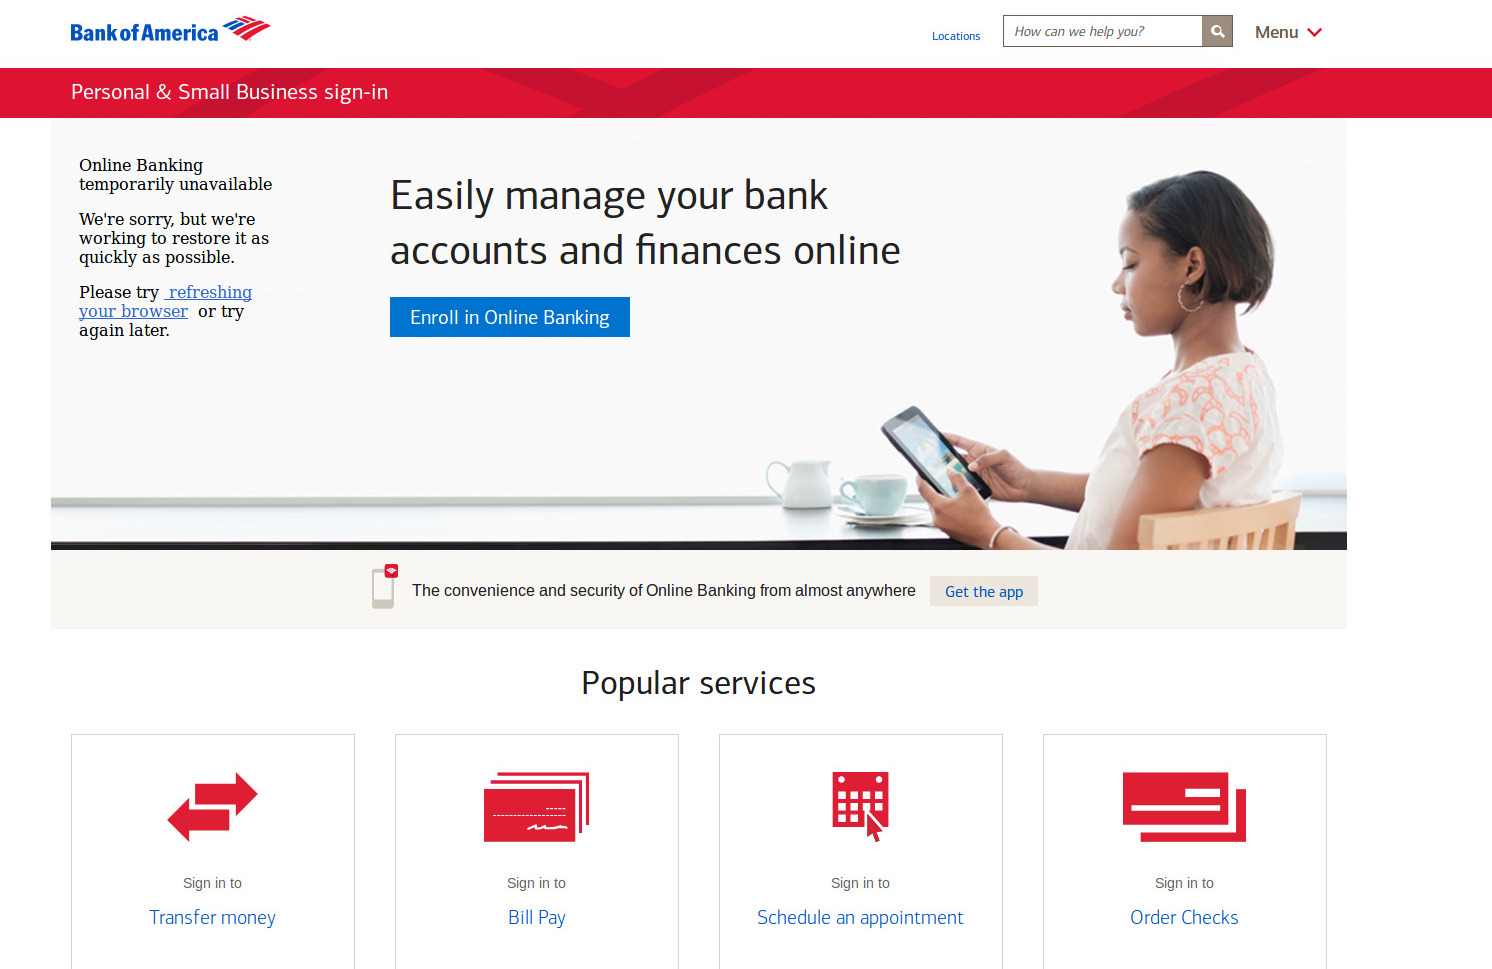 Bank of America
Locations
How can we help you?
Menu
Personal & Small Business sign-in
Online Banking
temporarily unavailable
We're sorry, but we're
working to restore it as
quickly as possible.
Please try refreshing
your browser or try
again later.
Easily manage your bank
accounts and finances online
Enroll in Online Banking
The convenience and security of Online Banking from almost anywhere
Get the app
Popular services
Sign in to
Transfer money
Sign in to
Bill Pay
Sign in to
Schedule an appointment
Sign in to
Order Checks